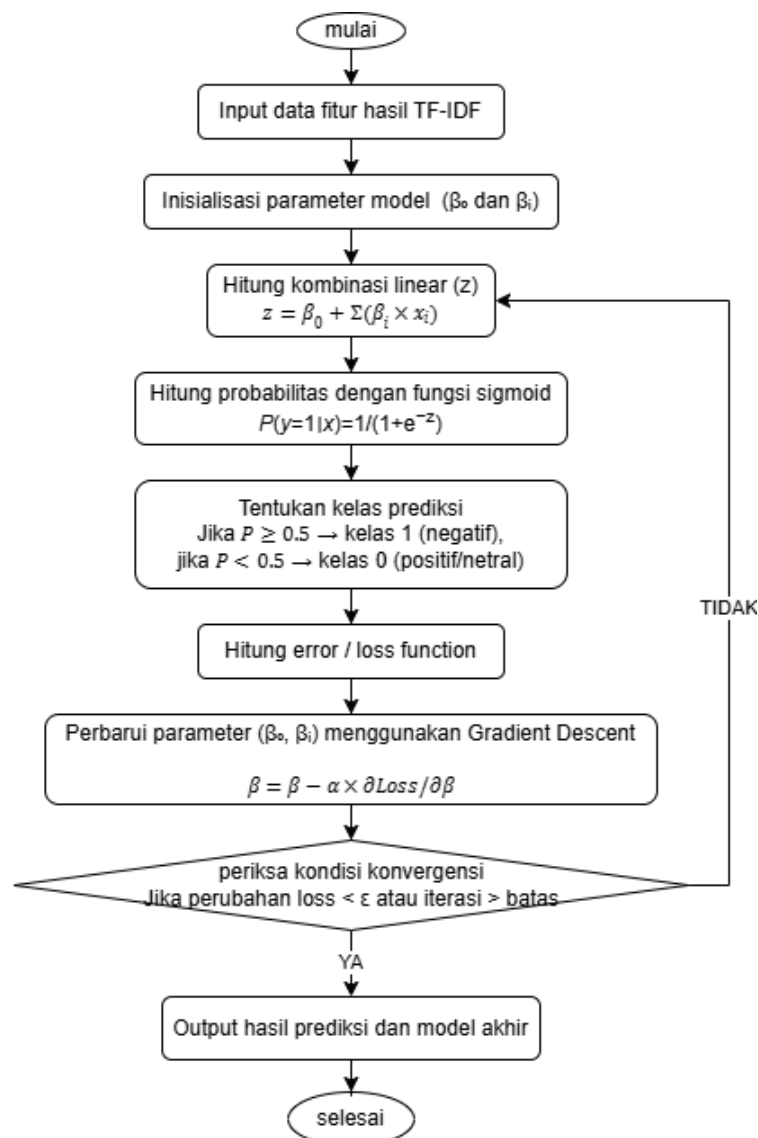 mulai
Input data fitur hasil TF-IDF
Inisialisasi parameter model (β₀ dan βᵢ)
Hitung kombinasi linear (z)
z = β₀ + Σ(βᵢ × xᵢ)
Hitung probabilitas dengan fungsi sigmoid
P(y=1|x)=1/(1+e⁻ᶻ)
Tentukan kelas prediksi
Jika P ≥ 0.5 → kelas 1 (negatif),
jika P < 0.5 → kelas 0 (positif/netral)
TIDAK
Hitung error / loss function
Perbarui parameter (β₀, βᵢ) menggunakan Gradient Descent
β = β − α × ∂Loss/∂β
periksa kondisi konvergensi
Jika perubahan loss < ε atau iterasi > batas
YA
Output hasil prediksi dan model akhir
selesai